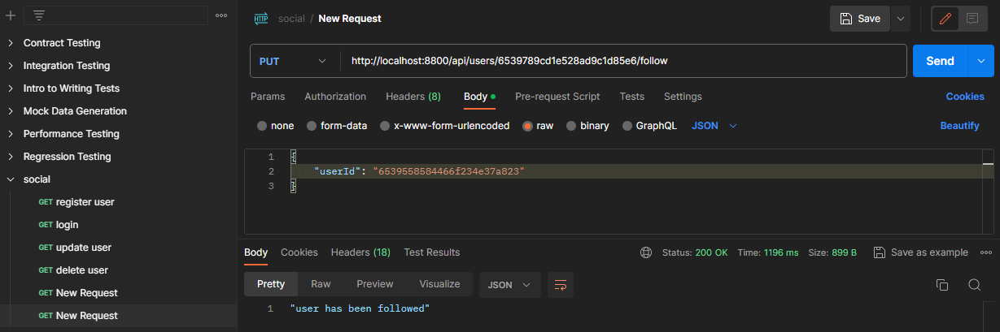 Contract Testing
Integration Testing
Intro to Writing Tests
Mock Data Generation
Performance Testing
Regression Testing
social
GET register user
GET login
GET update user
GET delete user
GET New Request
GET New Request
HTTP social / New Request
Save
PUT http://localhost:8800/api/users/6539789cd1e528ad9c1d85e6/follow
Send
Params Authorization Headers (8) Body Pre-request Script Tests Settings Cookies
none form-data x-www-form-urlencoded raw binary GraphQL JSON Beautify
1 {
2 "userId": "6539558584466f234e37a823"
3 }
Body Cookies Headers (18) Test Results Status: 200 OK Time: 1196 ms Size: 899 B Save as example
Pretty Raw Preview Visualize JSON
1 "user has been followed"